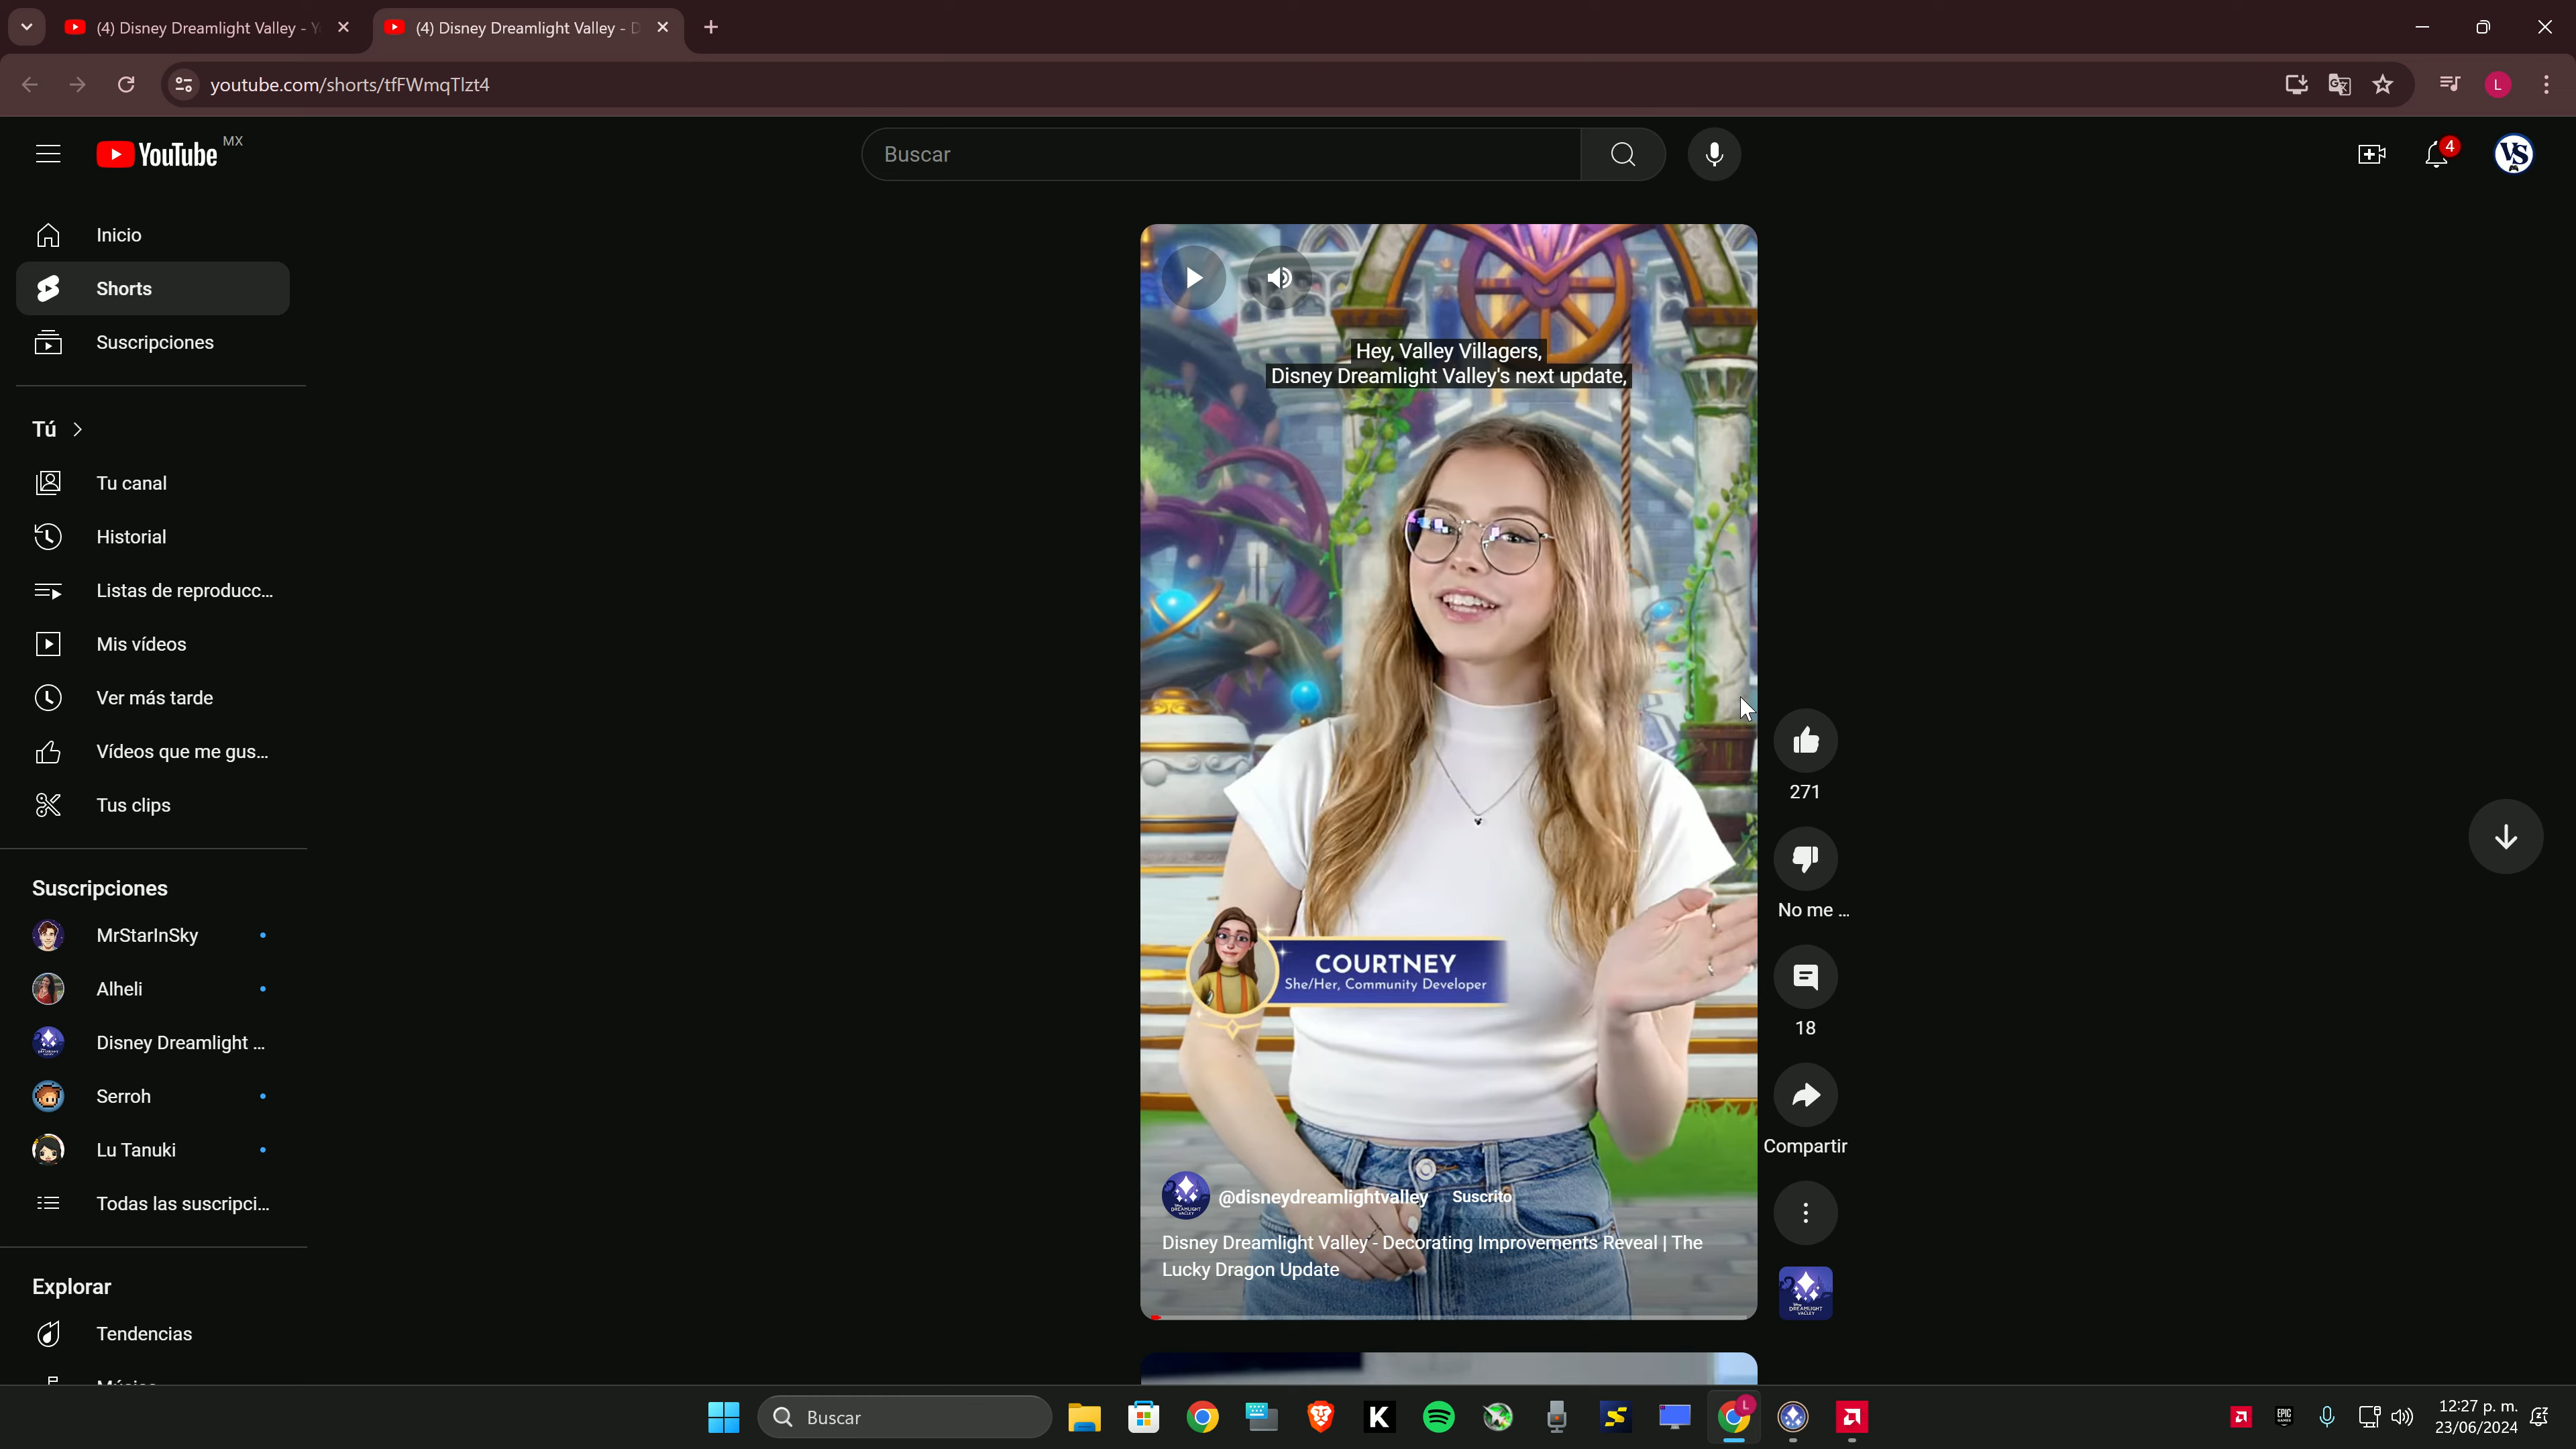 (4) Disney Dreamlight Valley - Y
(4) Disney Dreamlight Valley - D
youtube.com/shorts/tfFWmqTlzt4
L
YouTube MX
Buscar
4
VS
Inicio
Shorts
Suscripciones
Tú
Tu canal
Historial
Listas de reproducc...
Mis vídeos
Ver más tarde
Vídeos que me gus...
Tus clips
Suscripciones
MrStarInSky
Alheli
Disney Dreamlight ...
Serroh
Lu Tanuki
Todas las suscripci...
Explorar
Tendencias
Hey, Valley Villagers,
Disney Dreamlight Valley's next update,
COURTNEY
She/Her, Community Developer
@disneydreamlightvalley Suscrito
Disney Dreamlight Valley - Decorating Improvements Reveal | The
Lucky Dragon Update
271
No me ...
18
Compartir
DREAMLIGHT
VALLEY
Buscar
K
L
EPIC
12:27 p. m.
23/06/2024